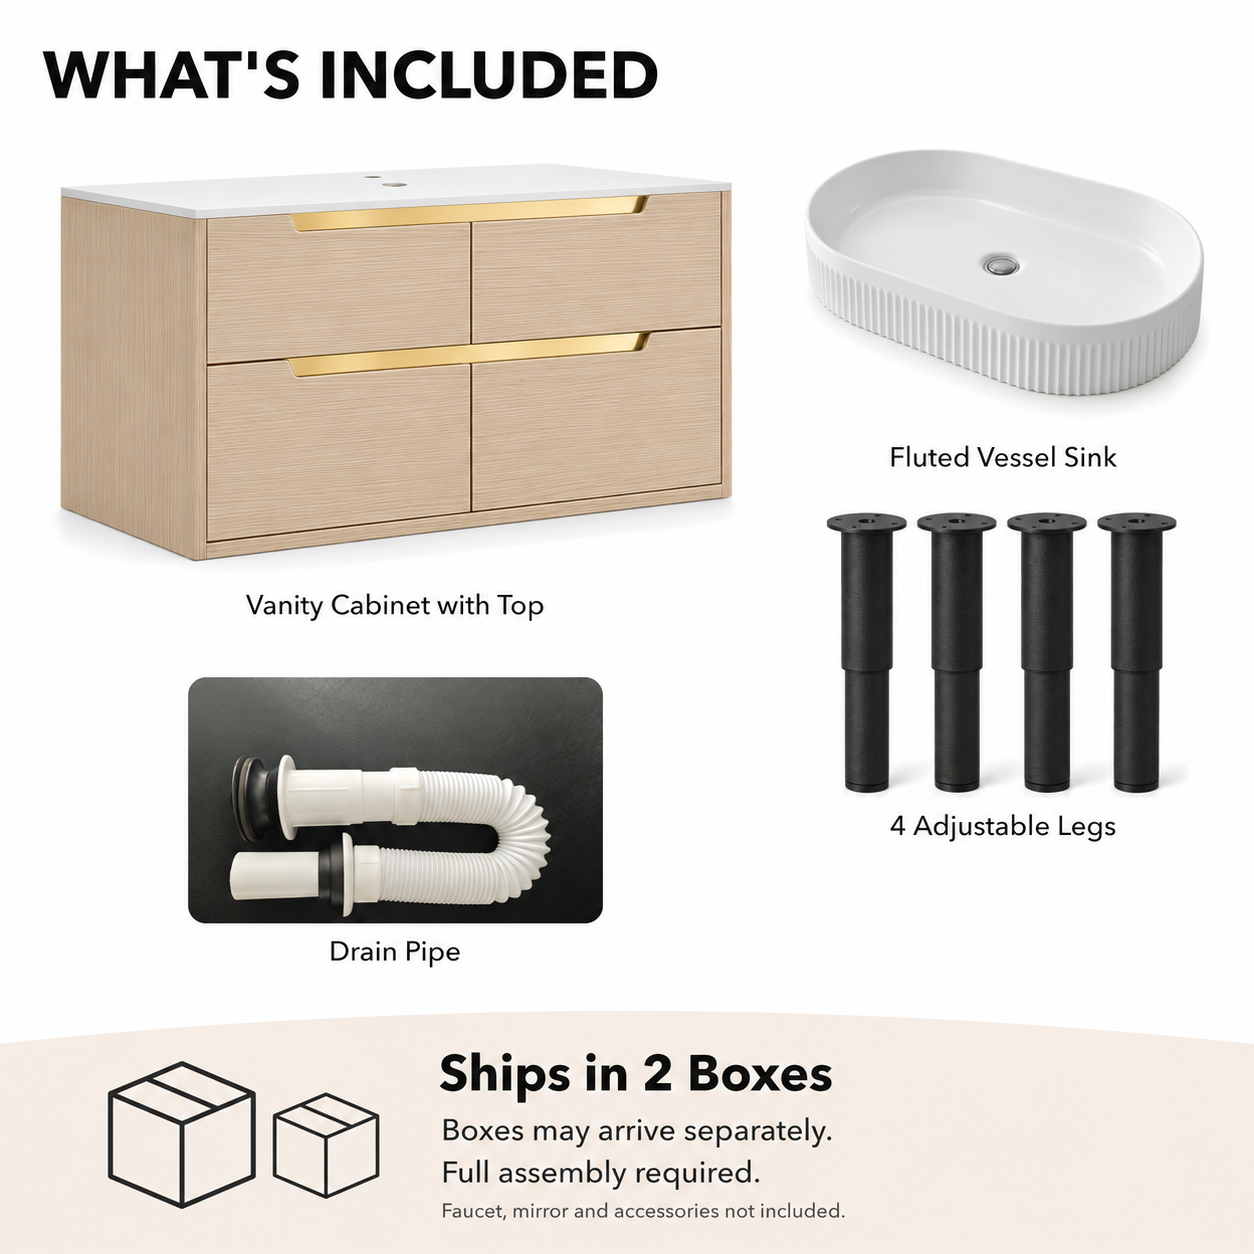 WHAT'S INCLUDED
Vanity Cabinet with Top
Fluted Vessel Sink
4 Adjustable Legs
Drain Pipe
Ships in 2 Boxes
Boxes may arrive separately.
Full assembly required.
Faucet, mirror and accessories not included.